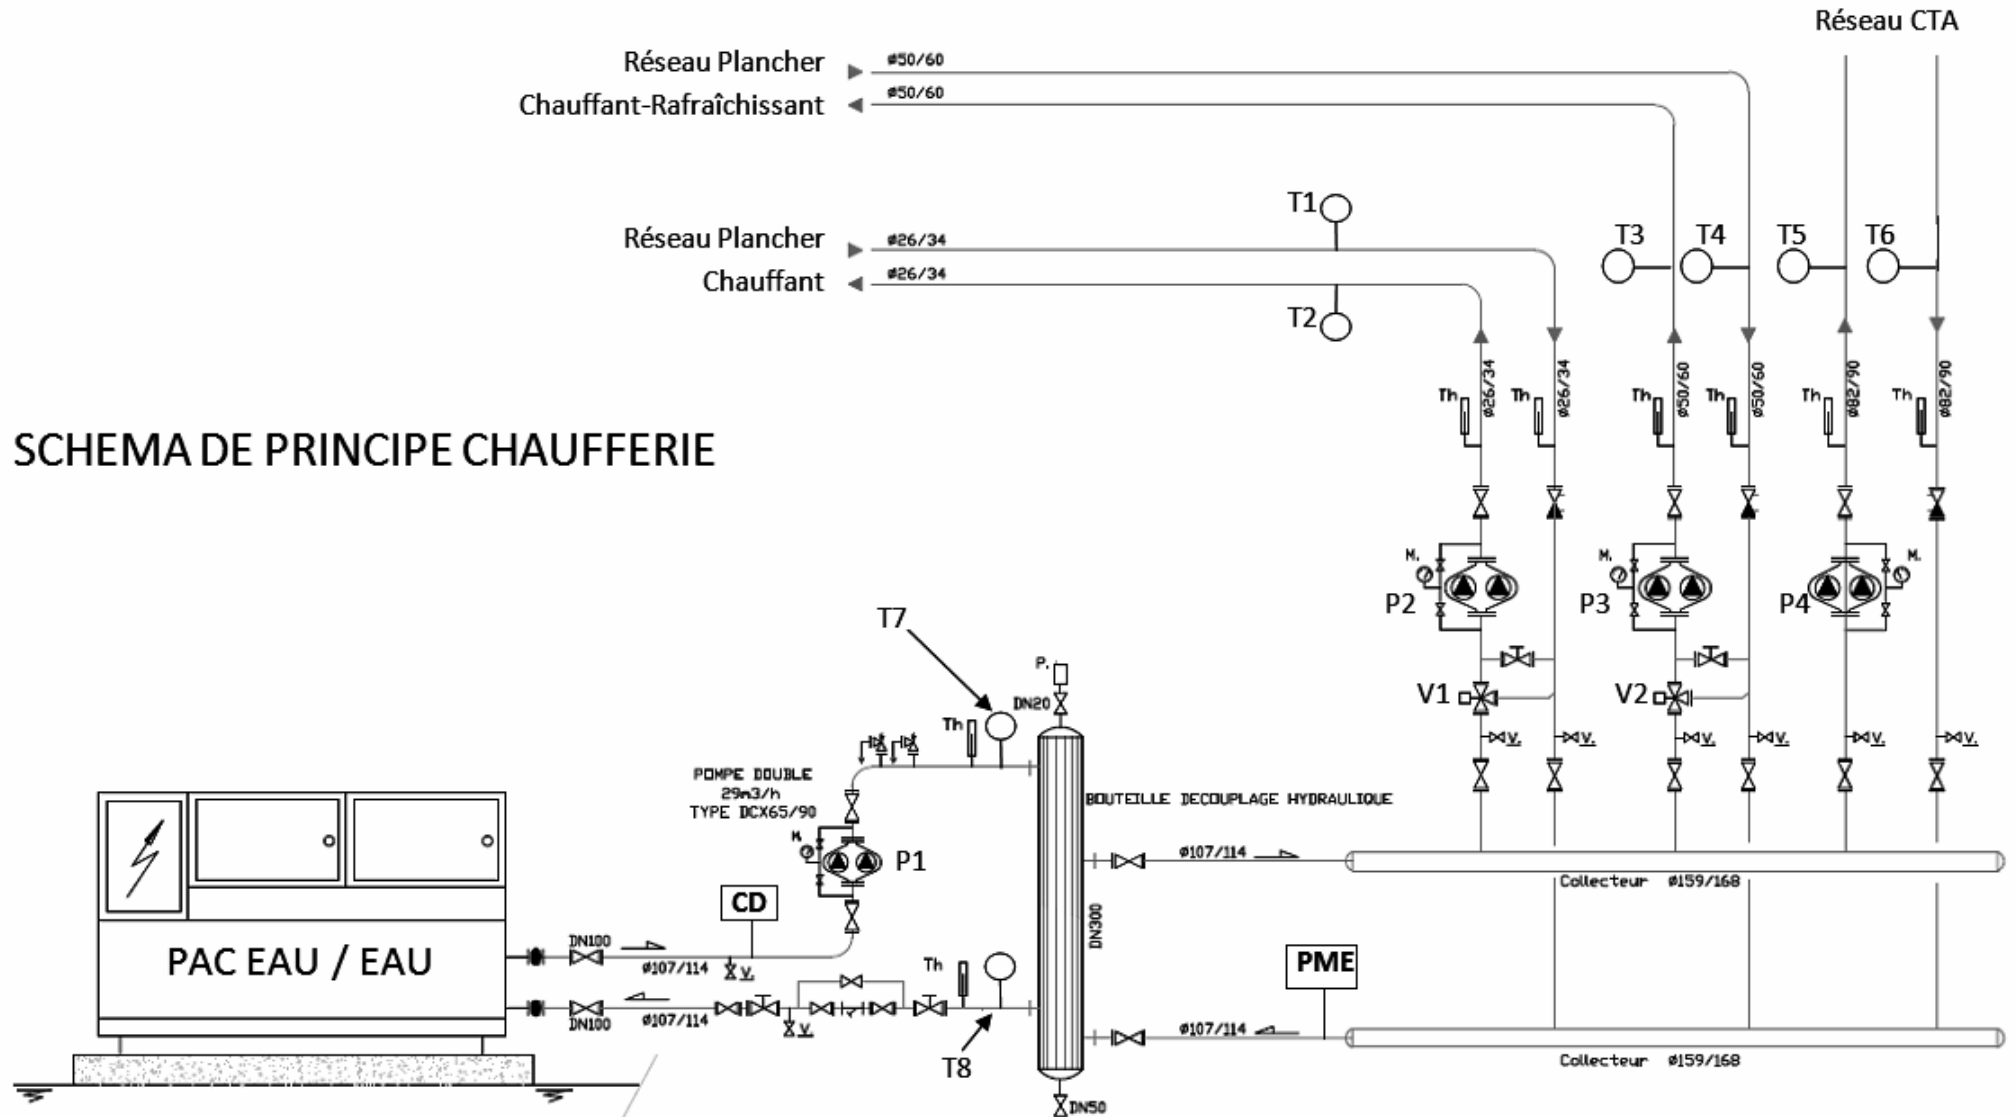 Réseau CTA
Réseau Plancher
ø50/60
Chauffant-Rafraîchissant
ø50/60
T1
Réseau Plancher
ø26/34
T3
T4
T5
T6
Chauffant
ø26/34
T2
Th
ø26/34
Th
ø26/34
Th
ø50/60
Th
ø50/60
Th
ø82/90
Th
ø82/90
SCHEMA DE PRINCIPE CHAUFFERIE
M.
M.
M.
P2
P3
P4
T7
P.
DN20
V1
V2
Th
V.
V.
V.
V.
V.
V.
POMPE DOUBLE
29m3/h
TYPE DCX65/90
BOUTEILLE DECOUPLAGE HYDRAULIQUE
M.
P1
ø107/114
Collecteur ø159/168
CD
DN300
DN100
PAC EAU / EAU
ø107/114
V.
Th
PME
DN100
ø107/114
V.
ø107/114
T8
Collecteur ø159/168
DN50